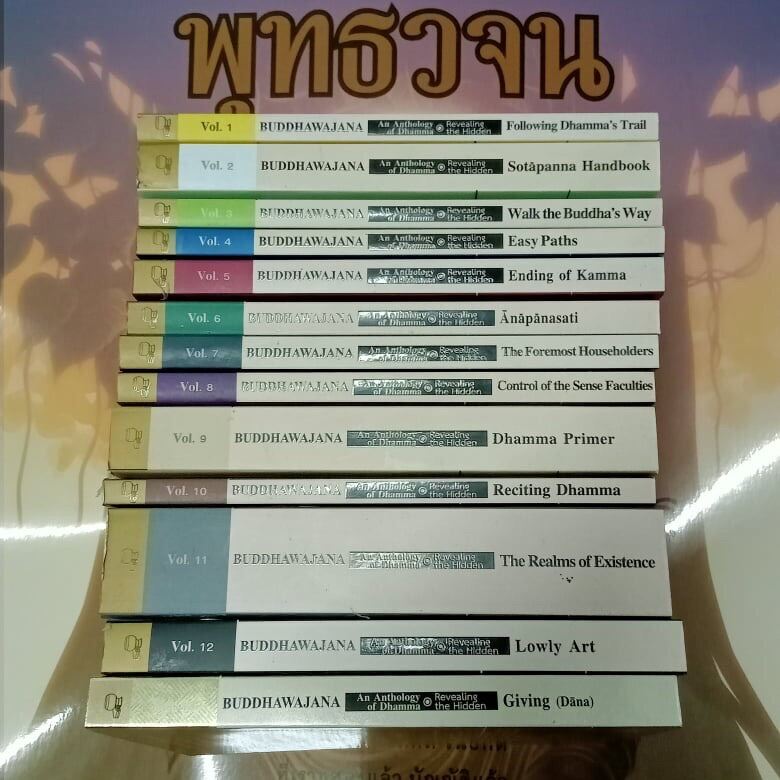 พุทธวจน
Vol. 1 BUDDHAWAJANA An Anthology of Dhamma Revealing the Hidden Following Dhamma's Trail
Vol. 2 BUDDHAWAJANA An Anthology of Dhamma Revealing the Hidden Sotāpanna Handbook
Vol. 3 BUDDHAWAJANA An Anthology of Dhamma Revealing the Hidden Walk the Buddha's Way
Vol. 4 BUDDHAWAJANA An Anthology of Dhamma Revealing the Hidden Easy Paths
Vol. 5 BUDDHAWAJANA An Anthology of Dhamma Revealing the Hidden Ending of Kamma
Vol. 6 BUDDHAWAJANA An Anthology of Dhamma Revealing the Hidden Ānāpānasati
Vol. 7 BUDDHAWAJANA An Anthology of Dhamma Revealing the Hidden The Foremost Householders
Vol. 8 BUDDHAWAJANA An Anthology of Dhamma Revealing the Hidden Control of the Sense Faculties
Vol. 9 BUDDHAWAJANA An Anthology of Dhamma Revealing the Hidden Dhamma Primer
Vol. 10 BUDDHAWAJANA An Anthology of Dhamma Revealing the Hidden Reciting Dhamma
Vol. 11 BUDDHAWAJANA An Anthology of Dhamma Revealing the Hidden The Realms of Existence
Vol. 12 BUDDHAWAJANA An Anthology of Dhamma Revealing the Hidden Lowly Art
BUDDHAWAJANA An Anthology of Dhamma Revealing the Hidden Giving (Dāna)